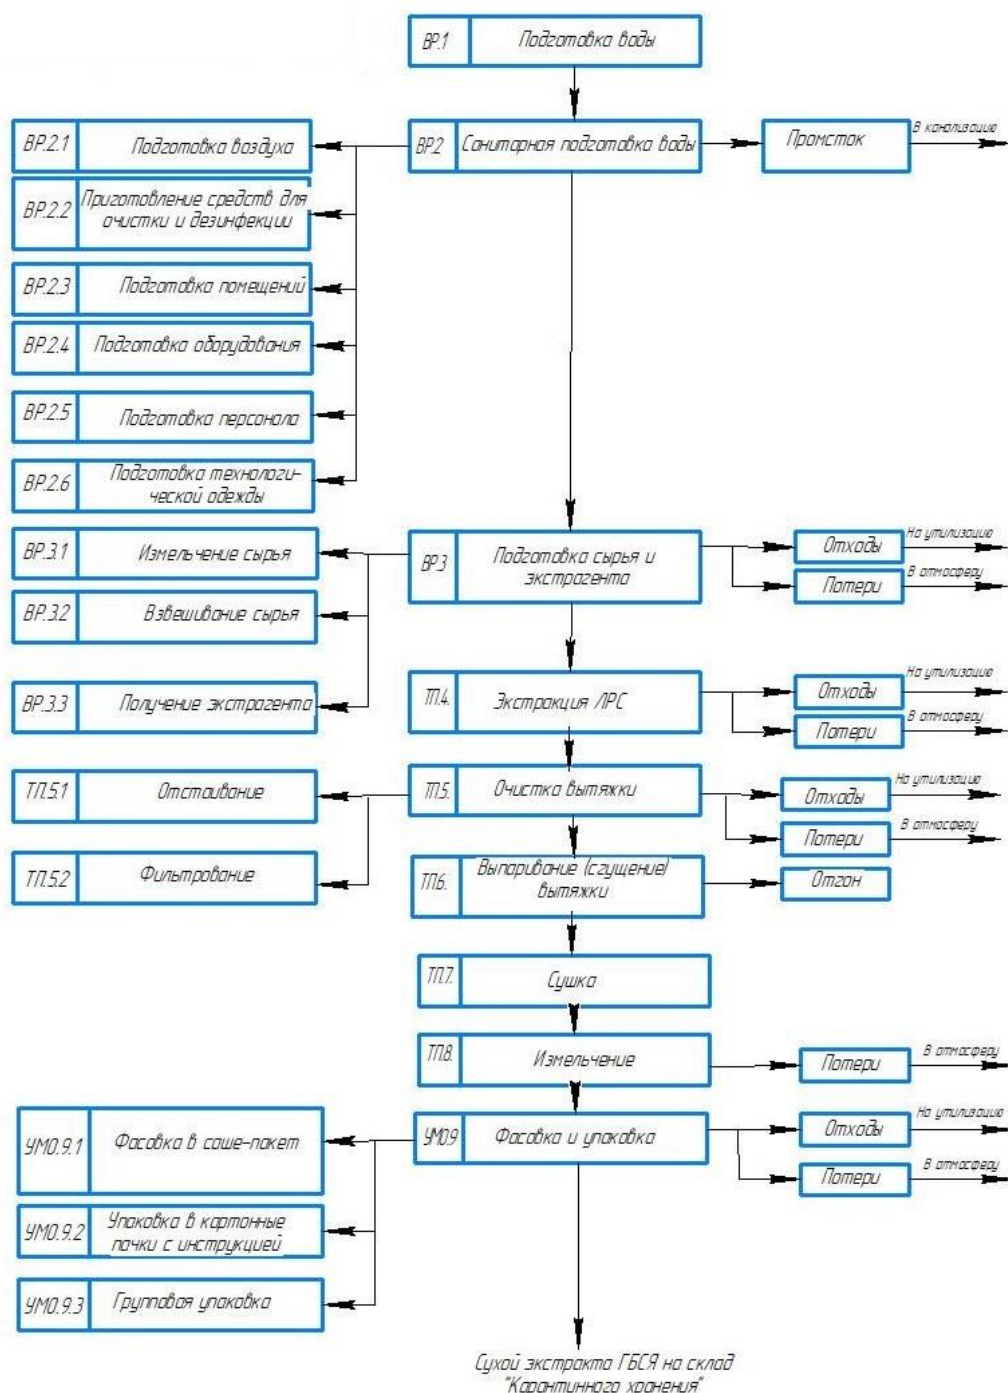 ВР.1
Подготовка воды
ВР.2
Санитарная подготовка воды
Промсток
В канализацию
ВР.2.1
Подготовка воздуха
ВР.2.2
Приготовление средств для
очистки и дезинфекции
ВР.2.3
Подготовка помещений
ВР.2.4
Подготовка оборудования
ВР.2.5
Подготовка персонала
ВР.2.6
Подготовка технологи-
ческой одежды
ВР.3.1
Измельчение сырья
ВР.3
Подготовка сырья и
экстрагента
Отходы
На утилизацию
Потери
В атмосферу
ВР.3.2
Взвешивание сырья
ВР.3.3
Получение экстрагента
ТП.4.
Экстракция ЛРС
Отходы
На утилизацию
Потери
В атмосферу
ТП.5.1
Отстаивание
ТП.5.
Очистка вытяжки
Отходы
На утилизацию
Потери
В атмосферу
ТП.5.2
Фильтрование
ТП.6.
Выпаривание (сгущение)
вытяжки
Отгон
ТП.7.
Сушка
ТП.8.
Измельчение
Потери
В атмосферу
УМО.9.1
Фасовка в саше-пакет
УМО.9
Фасовка и упаковка
Отходы
На утилизацию
Потери
В атмосферу
УМО.9.2
Упаковка в картонные
пачки с инструкцией
УМО.9.3
Групповая упаковка
Сухой экстракта ГБСЯ на склад
"Карантинного хранения"